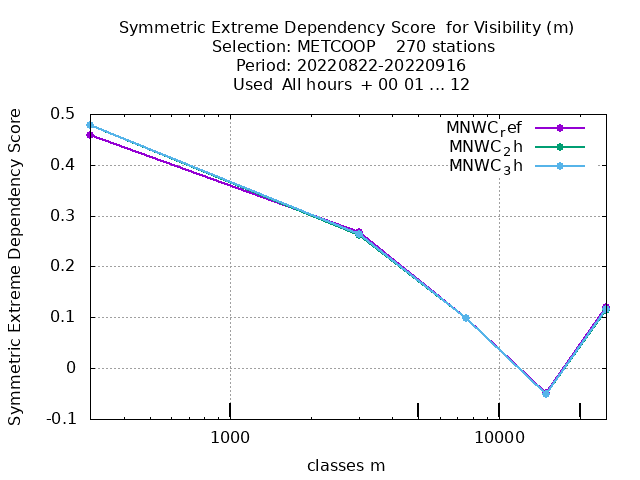 Symmetric Extreme Dependency Score  for Visibility (m)
Selection: METCOOP    270 stations
Period: 20220822-20220916
Used  All hours  + 00 01 ... 12
Symmetric Extreme Dependency Score
0.5
0.4
0.3
0.2
0.1
0
-0.1
MNWC_ref
MNWC_2h
MNWC_3h
1000
10000
classes m